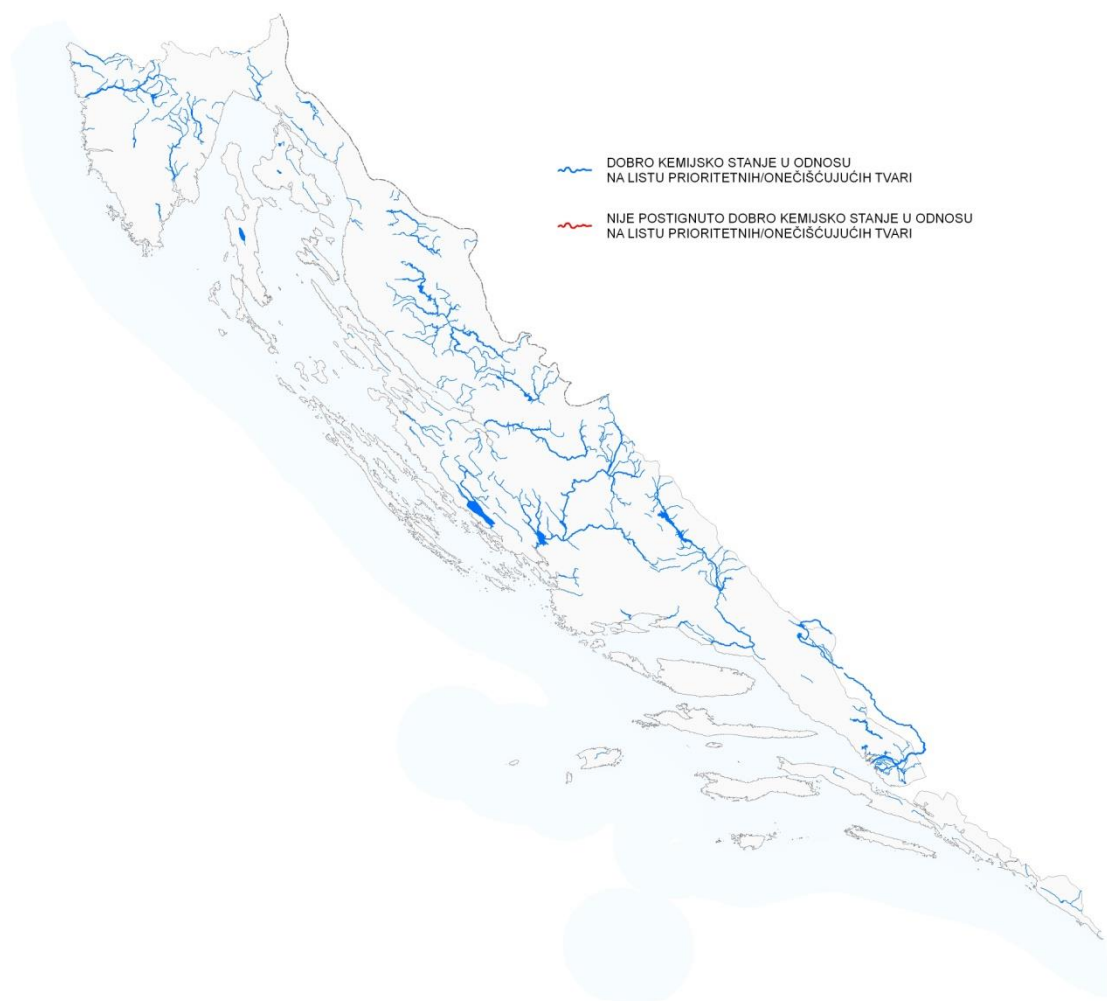 DOBRO KEMIJSKO STANJE U ODNOSU
NA LISTU PRIORITETNIH/ONEČIŠĆUJUĆIH TVARI
NIJE POSTIGNUTO DOBRO KEMIJSKO STANJE U ODNOSU
NA LISTU PRIORITETNIH/ONEČIŠĆUJUĆIH TVARI